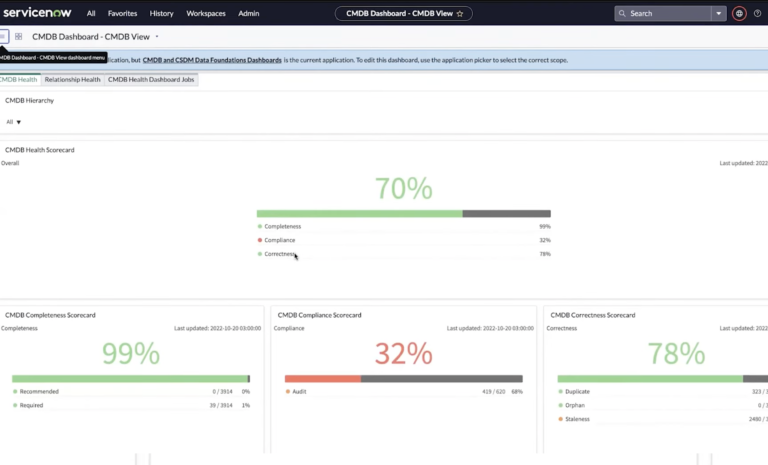 servicenow All Favorites History Workspaces Admin CMDB Dashboard - CMDB View Search
CMDB Dashboard - CMDB View
MDB Dashboard - CMDB View dashboard menu
ication, but CMDB and CSDM Data Foundations Dashboards is the current application. To edit this dashboard, use the application picker to select the correct scope.
CMDB Health Relationship Health CMDB Health Dashboard Jobs
CMDB Hierarchy
All
CMDB Health Scorecard
Overall Last updated: 2022
70%
Completeness 99%
Compliance 32%
Correctness 78%
CMDB Completeness Scorecard CMDB Compliance Scorecard CMDB Correctness Scorecard
Completeness Last updated: 2022-10-20 03:00:00 Compliance Last updated: 2022-10-20 03:00:00 Correctness Last updated: 2022
99% 32% 78%
Recommended 0 / 3914 0% Audit 419 / 620 68% Duplicate 323 /
Required 39 / 3914 1% Orphan 0 /
Staleness 2480 /